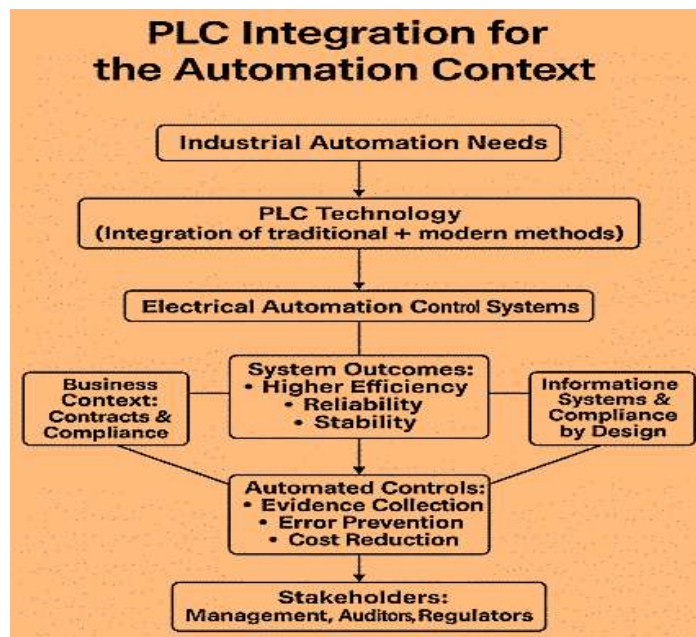 PLC Integration for
the Automation Context
Industrial Automation Needs
PLC Technology
(Integration of traditional + modern methods)
Electrical Automation Control Systems
System Outcomes:
• Higher Efficiency
• Reliability
• Stability
Business
Context:
Contracts &
Compliance
Informatione
Systems &
Compliance
by Design
Automated Controls:
• Evidence Collection
• Error Prevention
• Cost Reduction
Stakeholders:
Management, Auditors, Regulators